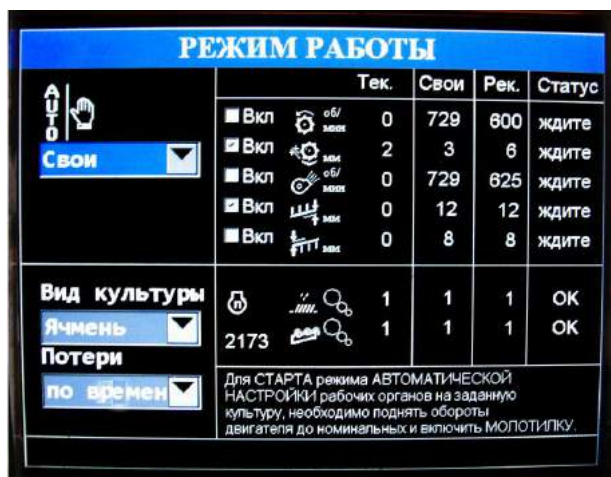 РЕЖИМ РАБОТЫ
Тек. Свои Рек. Статус
AUTO
Свои
Вкл об/мин 0 729 600 ждите
Вкл мм 2 3 6 ждите
Вкл об/мин 0 729 625 ждите
Вкл мм 0 12 12 ждите
Вкл мм 0 8 8 ждите
Вид культуры
Ячмень
Потери
по времен
n 1 1 1 OK
2173 1 1 1 OK
Для СТАРТА режима АВТОМАТИЧЕСКОЙ
НАСТРОЙКИ рабочих органов на заданную
культуру, необходимо поднять обороты
двигателя до номинальных и включить МОЛОТИЛКУ.